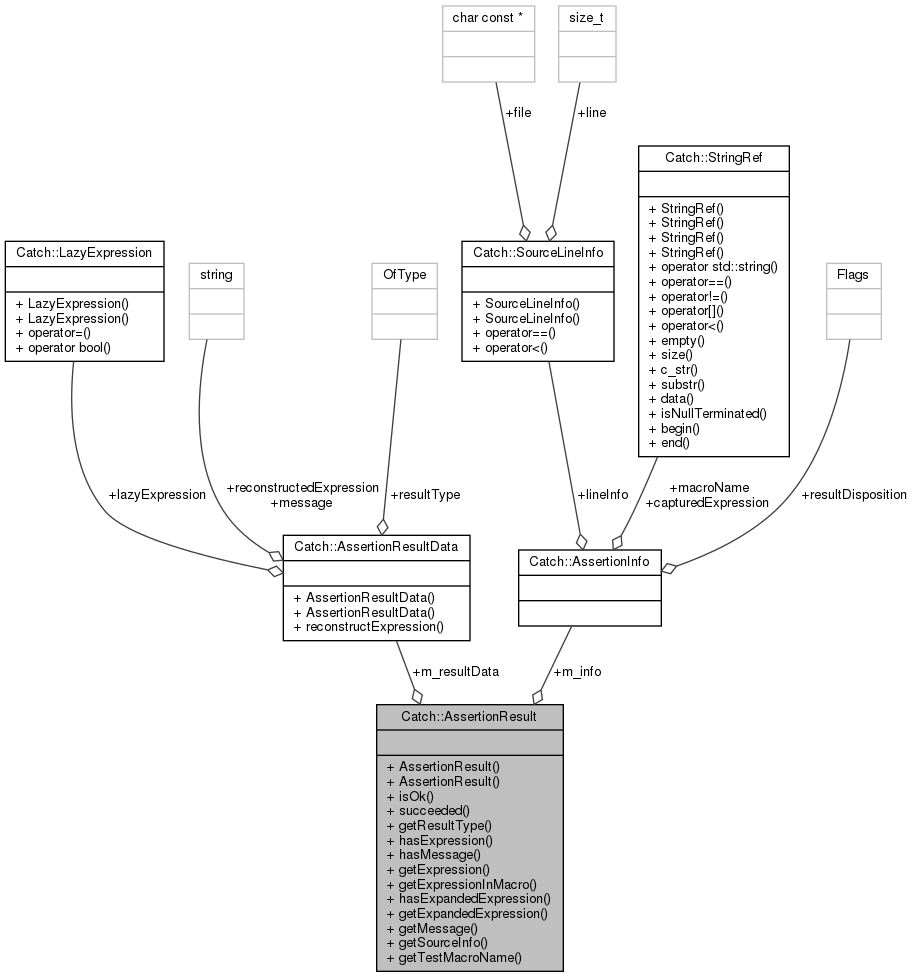 char const *
size_t
+file
+line
Catch::StringRef
+ StringRef()
+ StringRef()
+ StringRef()
+ StringRef()
+ operator std::string()
+ operator==()
+ operator!=()
+ operator[]()
+ operator<()
+ empty()
+ size()
+ c_str()
+ substr()
+ data()
+ isNullTerminated()
+ begin()
+ end()
Catch::LazyExpression
+ LazyExpression()
+ LazyExpression()
+ operator=()
+ operator bool()
string
OfType
Catch::SourceLineInfo
+ SourceLineInfo()
+ SourceLineInfo()
+ operator==()
+ operator<()
Flags
+lazyExpression
+reconstructedExpression
+message
+resultType
+lineInfo
+macroName
+capturedExpression
+resultDisposition
Catch::AssertionResultData
+ AssertionResultData()
+ AssertionResultData()
+ reconstructExpression()
Catch::AssertionInfo
+m_resultData
+m_info
Catch::AssertionResult
+ AssertionResult()
+ AssertionResult()
+ isOk()
+ succeeded()
+ getResultType()
+ hasExpression()
+ hasMessage()
+ getExpression()
+ getExpressionInMacro()
+ hasExpandedExpression()
+ getExpandedExpression()
+ getMessage()
+ getSourceInfo()
+ getTestMacroName()